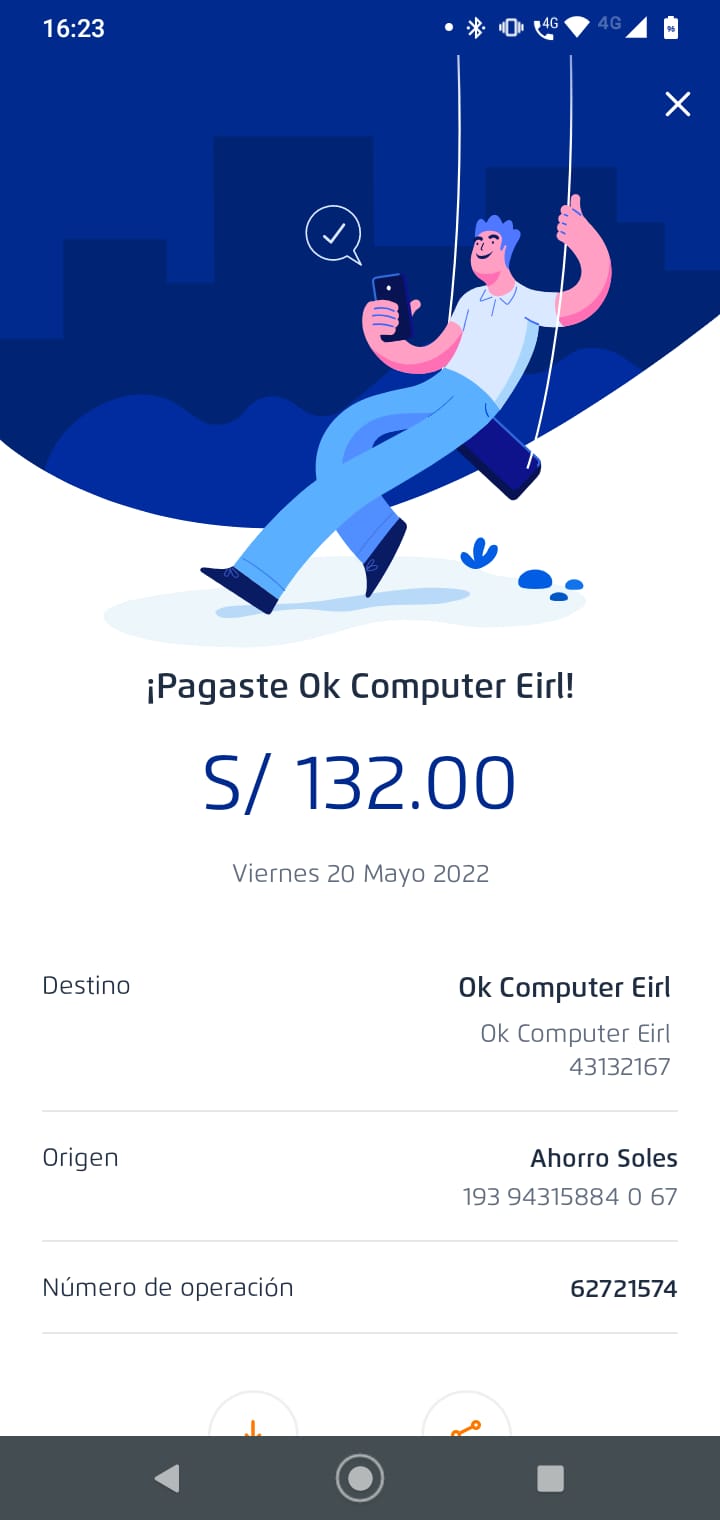 16:23
4G
4G
96
¡Pagaste Ok Computer Eirl!
S/ 132.00
Viernes 20 Mayo 2022
Destino
Ok Computer Eirl
Ok Computer Eirl
43132167
Origen
Ahorro Soles
193 94315884 0 67
Número de operación
62721574